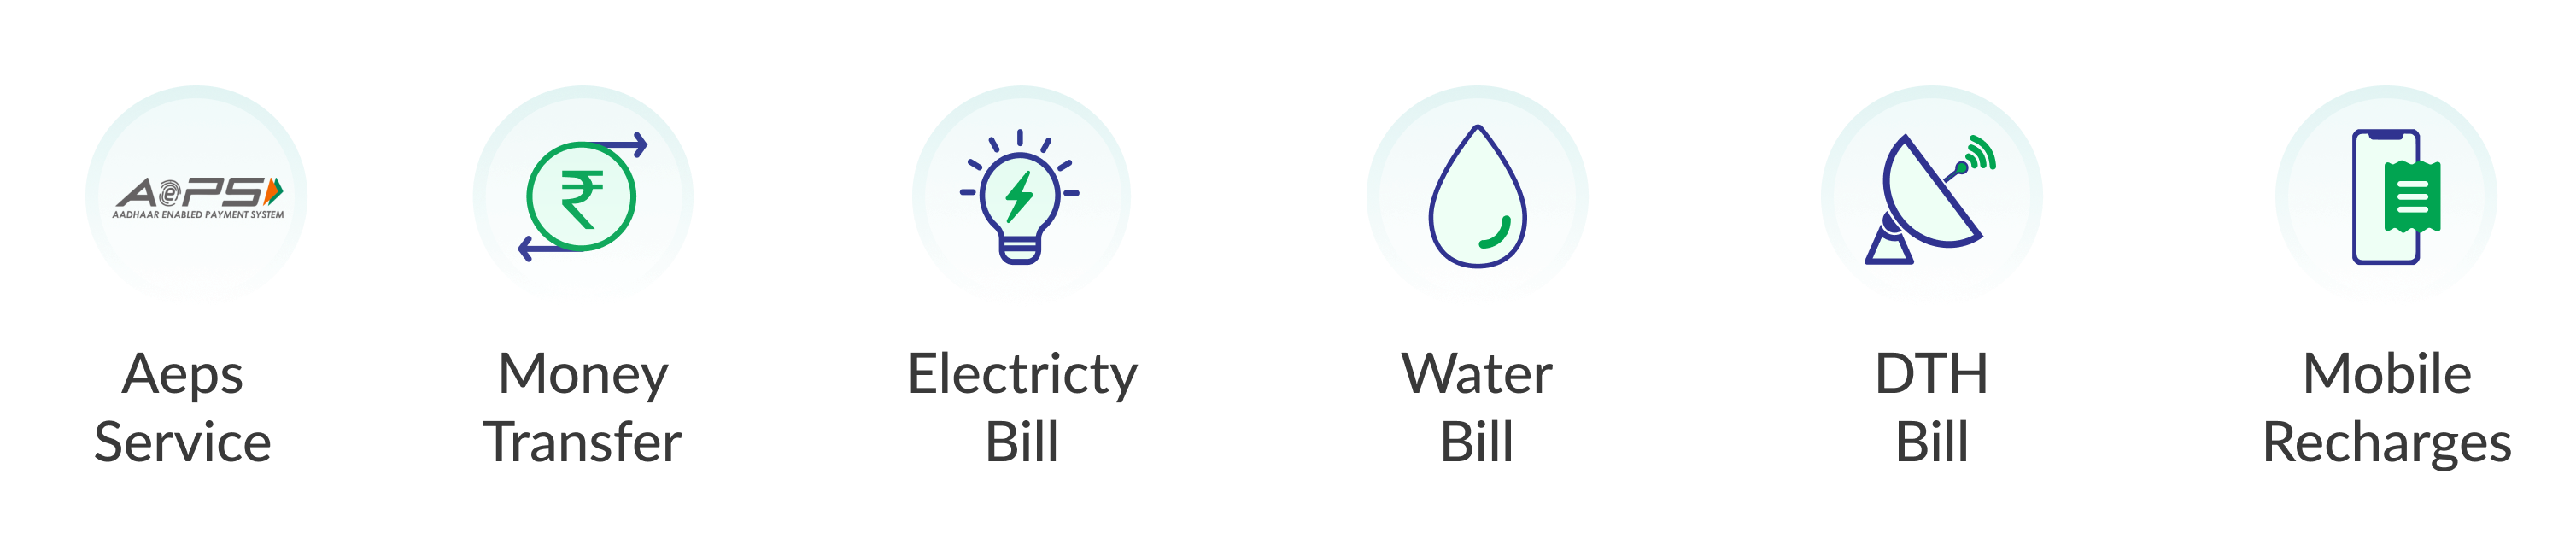 AePS
AADHAAR ENABLED PAYMENT SYSTEM
₹
Aeps
Service
Money
Transfer
Electricty
Bill
Water
Bill
DTH
Bill
Mobile
Recharges